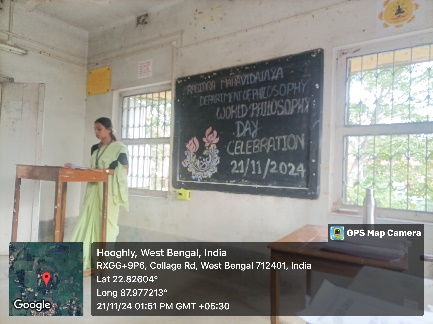 RABINDRA MAHAVIDALAYA
DEPARTMENT OF PHILOSOPHY
WORLD PHILOSOPHY
DAY
CELEBRATION
21/11/2024
GPS Map Camera
Hooghly, West Bengal, India
RXGG+9P6, Collage Rd, West Bengal 712401, India
Lat 22.82604°
Long 87.977213°
21/11/24 01:51 PM GMT +05:30
Google